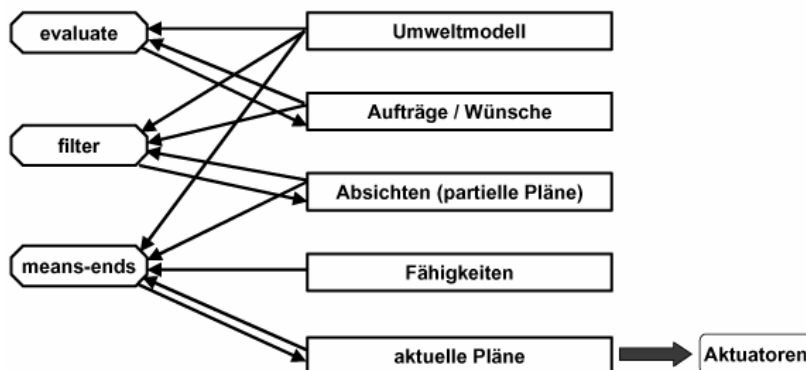 evaluate
Umweltmodell
Aufträge / Wünsche
filter
Absichten (partielle Pläne)
means-ends
Fähigkeiten
aktuelle Pläne
Aktuatoren